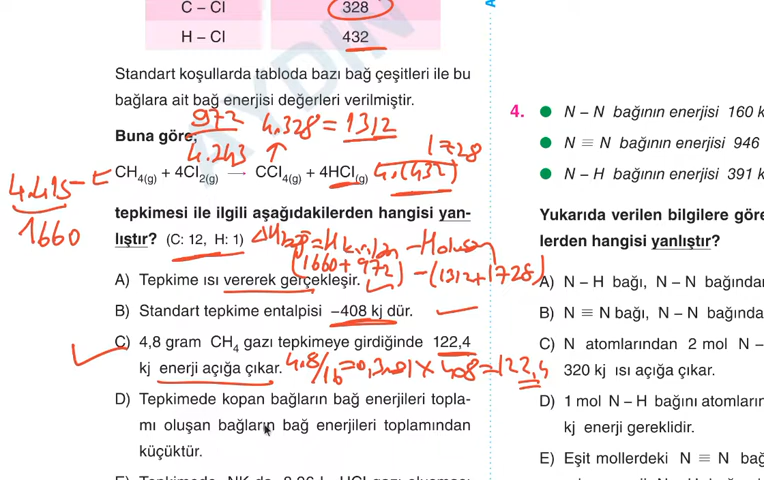 C – Cl 328
H – Cl 432
Standart koşullarda tabloda bazı bağ çeşitleri ile bu
bağlara ait bağ enerjisi değerleri verilmiştir.
972 4.328=1312
Buna göre,
4.243 1728
CH4(g) + 4Cl2(g) → CCl4(g) + 4HCl(g) 4.(432)
4.415
1660
tepkimesi ile ilgili aşağıdakilerden hangisi yan-
lıştır? (C: 12, H: 1)
(1660+972) – (1312+1728)
A) Tepkime ısı vererek gerçekleşir.
B) Standart tepkime entalpisi –408 kj dür.
C) 4,8 gram CH4 gazı tepkimeye girdiğinde 122,4
kj enerji açığa çıkar. 4.8/16=0,3 x 408=122,4
D) Tepkimede kopan bağların bağ enerjileri topla-
mı oluşan bağların bağ enerjileri toplamından
küçüktür.
4.
N – N bağının enerjisi 160 k
N ≡ N bağının enerjisi 946
N – H bağının enerjisi 391 k
Yukarıda verilen bilgilere göre
lerden hangisi yanlıştır?
A) N – H bağı, N – N bağından
B) N ≡ N bağı, N – N bağında
C) N atomlarından 2 mol N –
320 kj ısı açığa çıkar.
D) 1 mol N – H bağını atomların
kj enerji gereklidir.
E) Eşit mollerdeki N ≡ N bağ
AYDIN